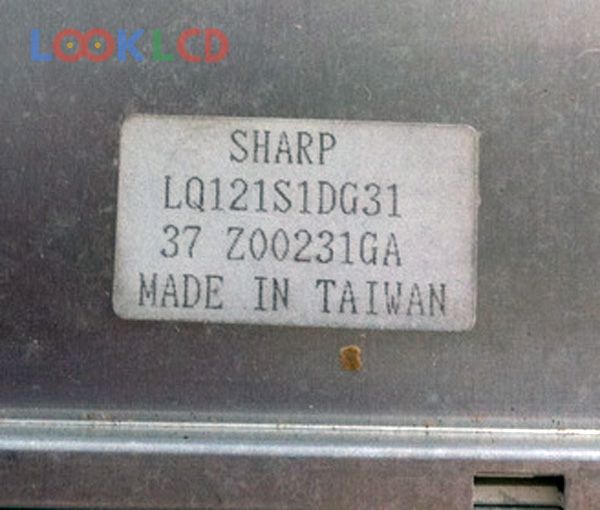 LOOKLCD
SHARP
LQ121S1DG31
37 Z00231GA
MADE IN TAIWAN